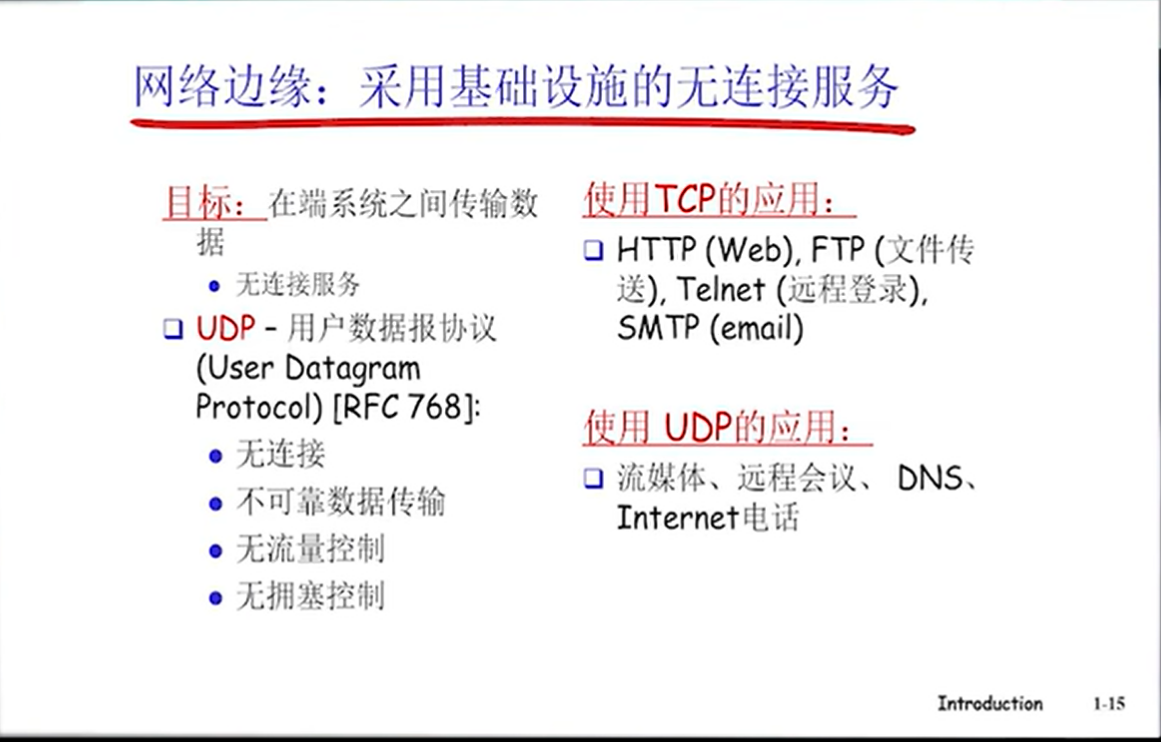 网络边缘：采用基础设施的无连接服务
目标：在端系统之间传输数
据
• 无连接服务
❑ UDP – 用户数据报协议
(User Datagram
Protocol) [RFC 768]:
• 无连接
• 不可靠数据传输
• 无流量控制
• 无拥塞控制
使用TCP的应用：
❑ HTTP (Web), FTP (文件传
送), Telnet (远程登录),
SMTP (email)
使用 UDP的应用：
❑ 流媒体、远程会议、 DNS、
Internet电话
Introduction 1-15